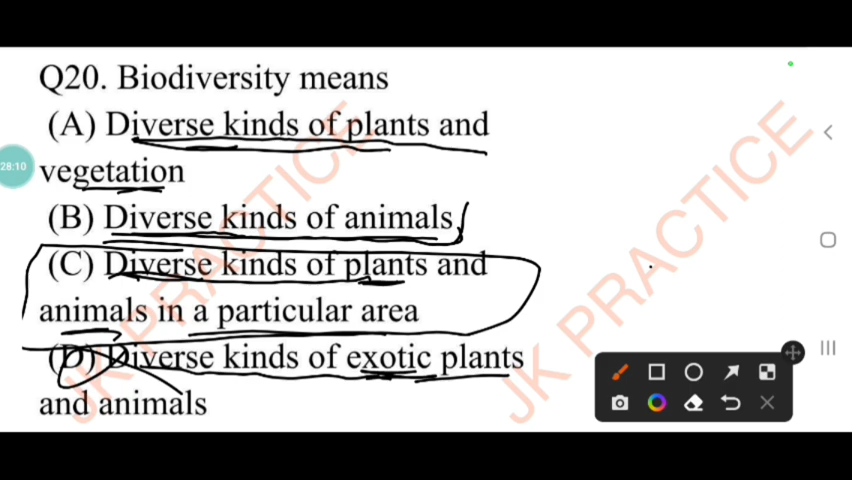 Q20. Biodiversity means
(A) Diverse kinds of plants and
28:10
vegetation
(B) Diverse kinds of animals
(C) Diverse kinds of plants and
animals in a particular area
(D) Diverse kinds of exotic plants
and animals
JK PRACTICE
JK PRACTICE